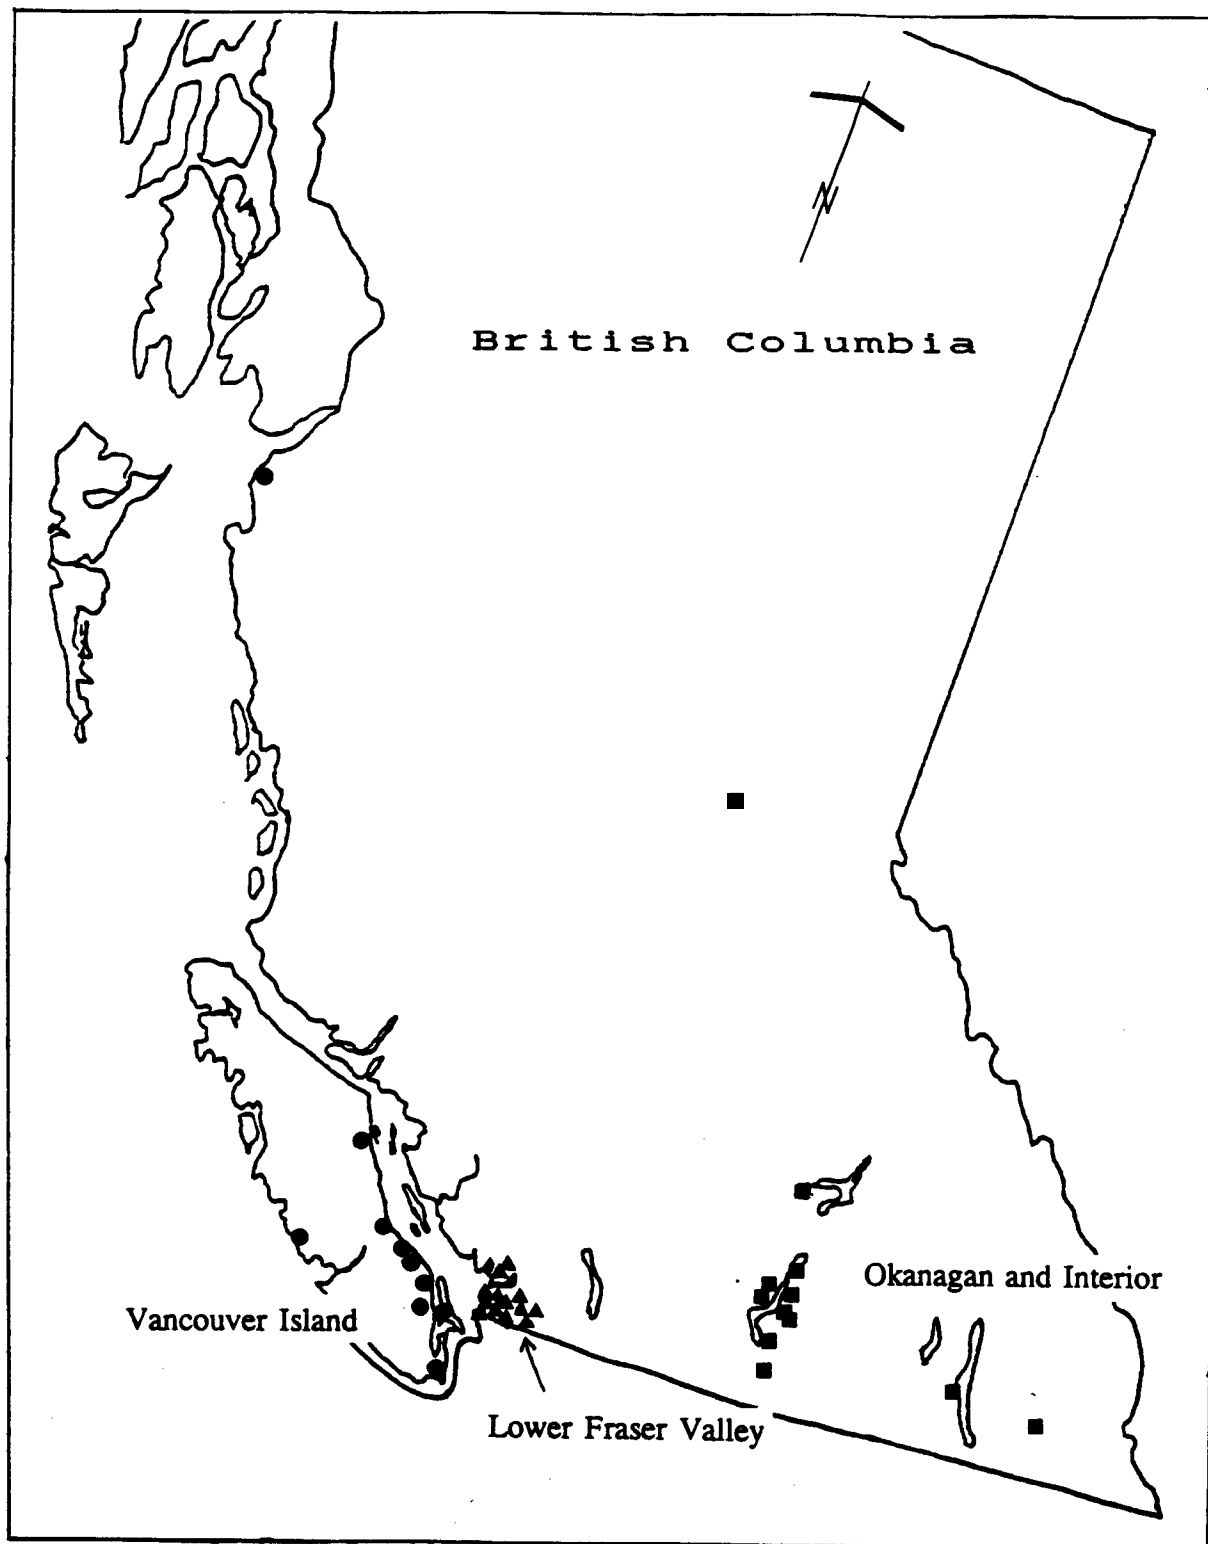 N
British Columbia
Okanagan and Interior
Vancouver Island
Lower Fraser Valley